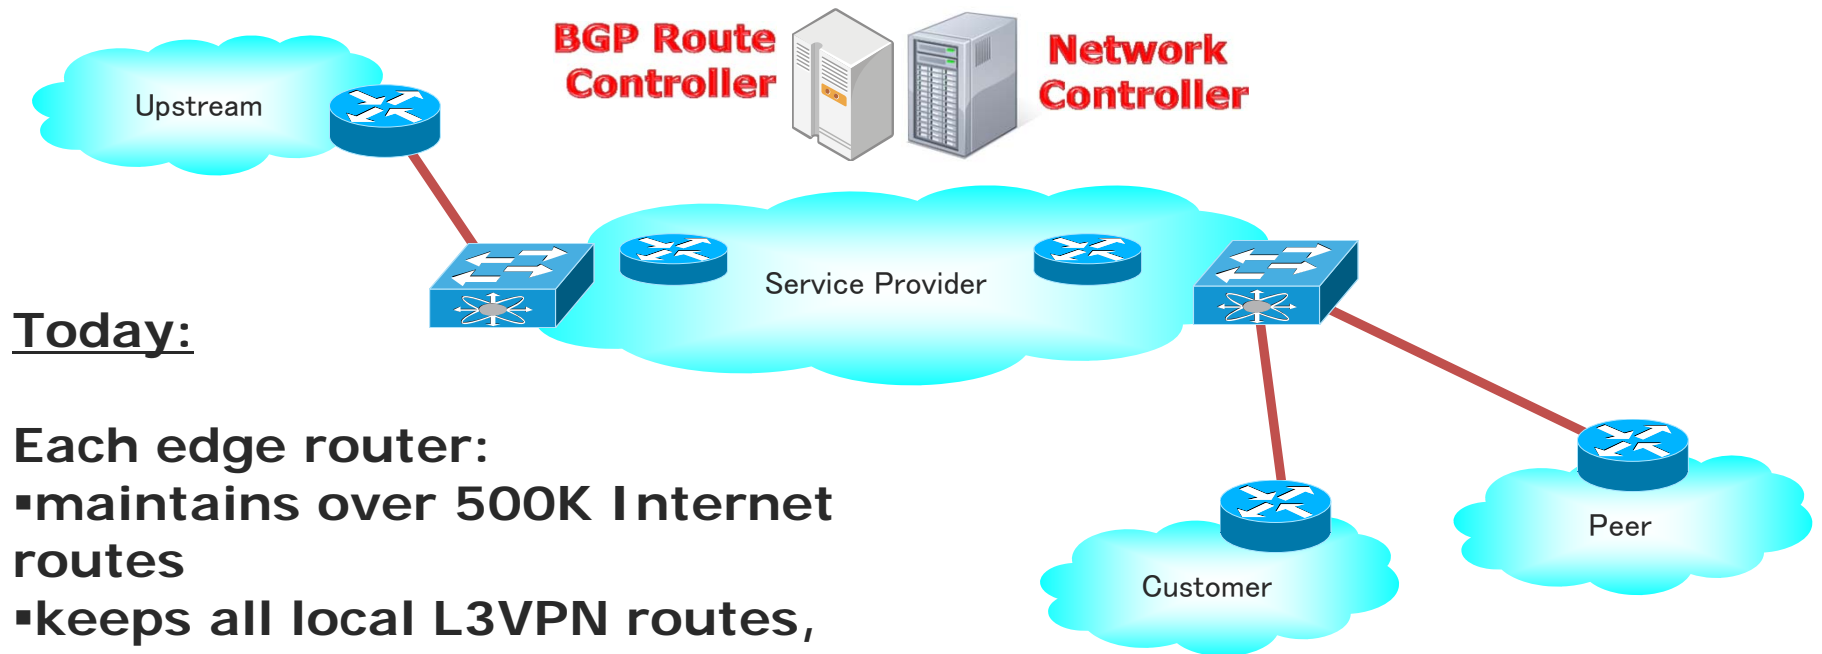 BGP Route
Controller
Network
Controller
Upstream
Service Provider
Today:
Each edge router:
▪maintains over 500K Internet
routes
▪keeps all local L3VPN routes,
Peer
Customer